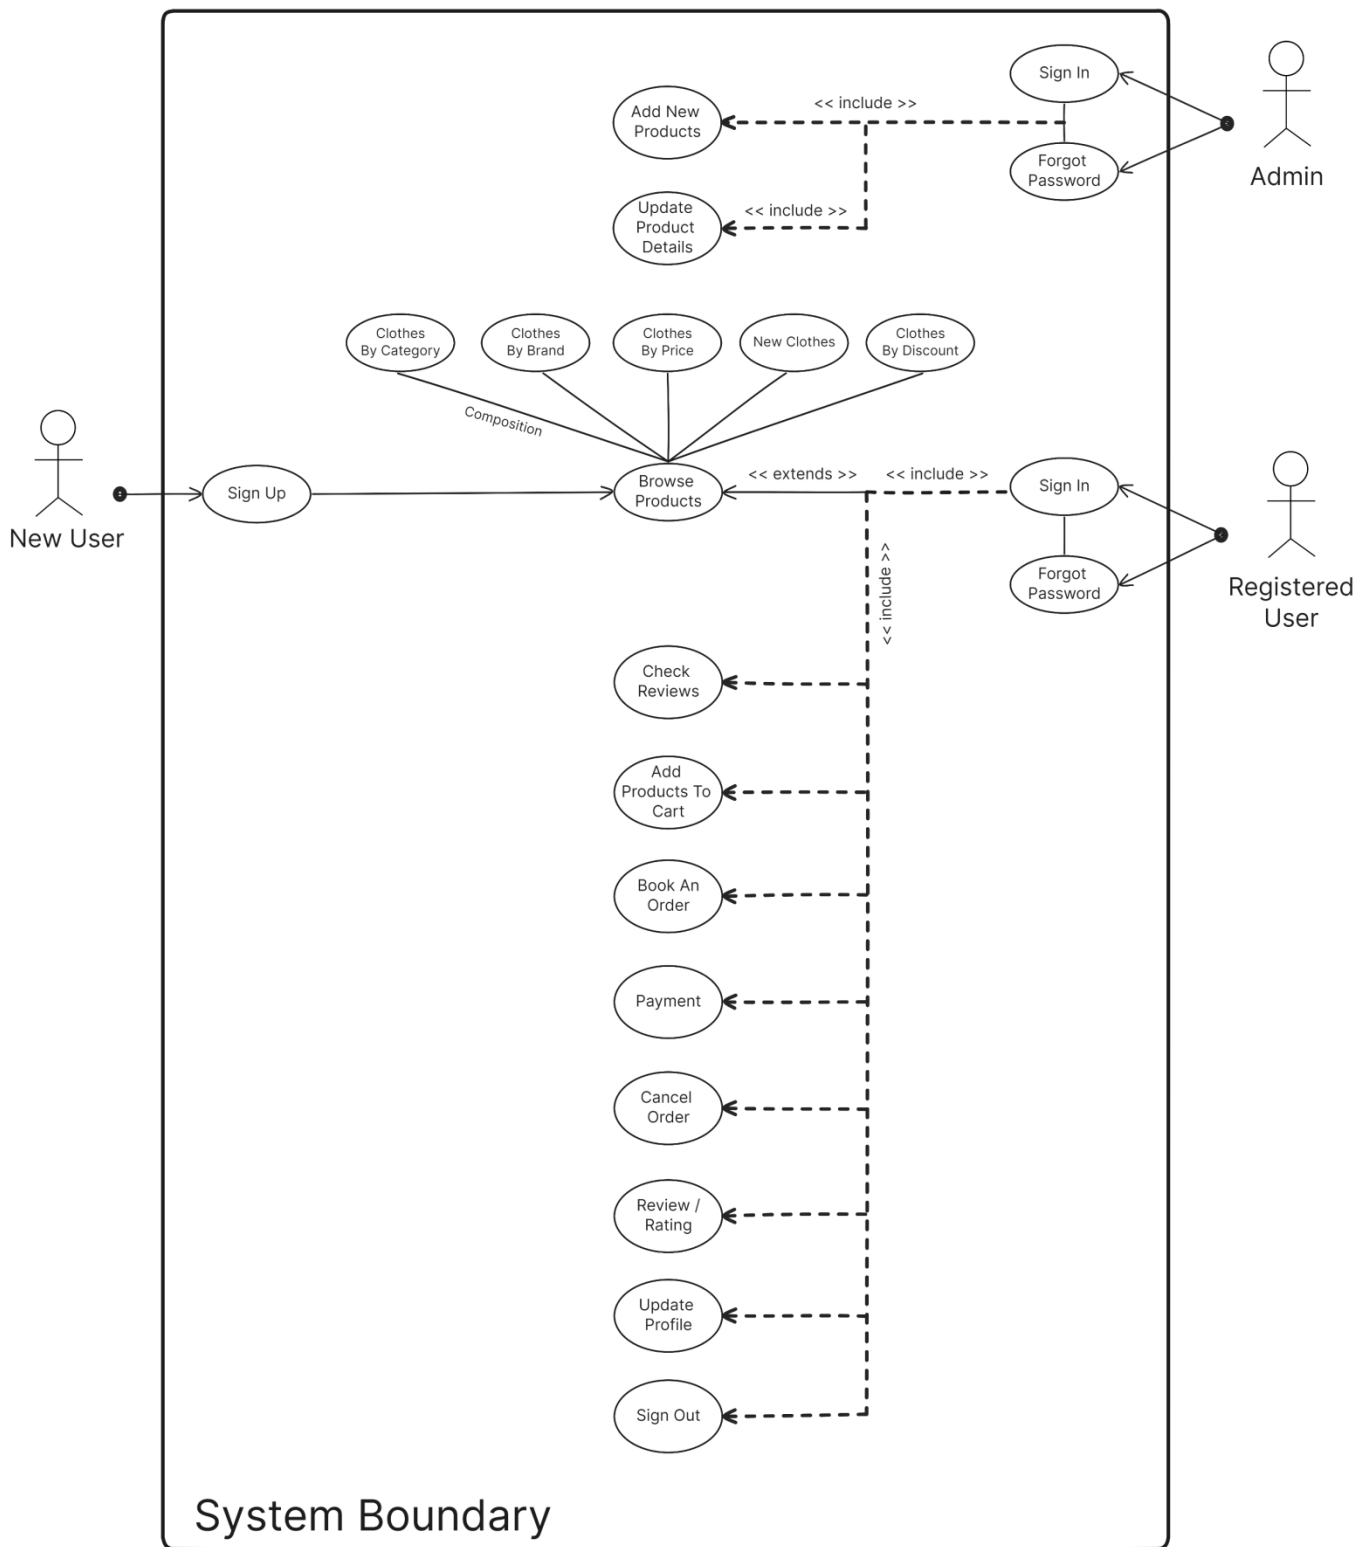 Sign In
<< include >>
Add New
Products
Forgot
Password
Admin
<< include >>
Update
Product
Details
Clothes
By Category
Clothes
By Brand
Clothes
By Price
New Clothes
Clothes
By Discount
Composition
New User
Sign Up
Browse
Products
<< extends >>
<< include >>
Sign In
<< include >>
Forgot
Password
Registered
User
Check
Reviews
Add
Products To
Cart
Book An
Order
Payment
Cancel
Order
Review /
Rating
Update
Profile
Sign Out
System Boundary